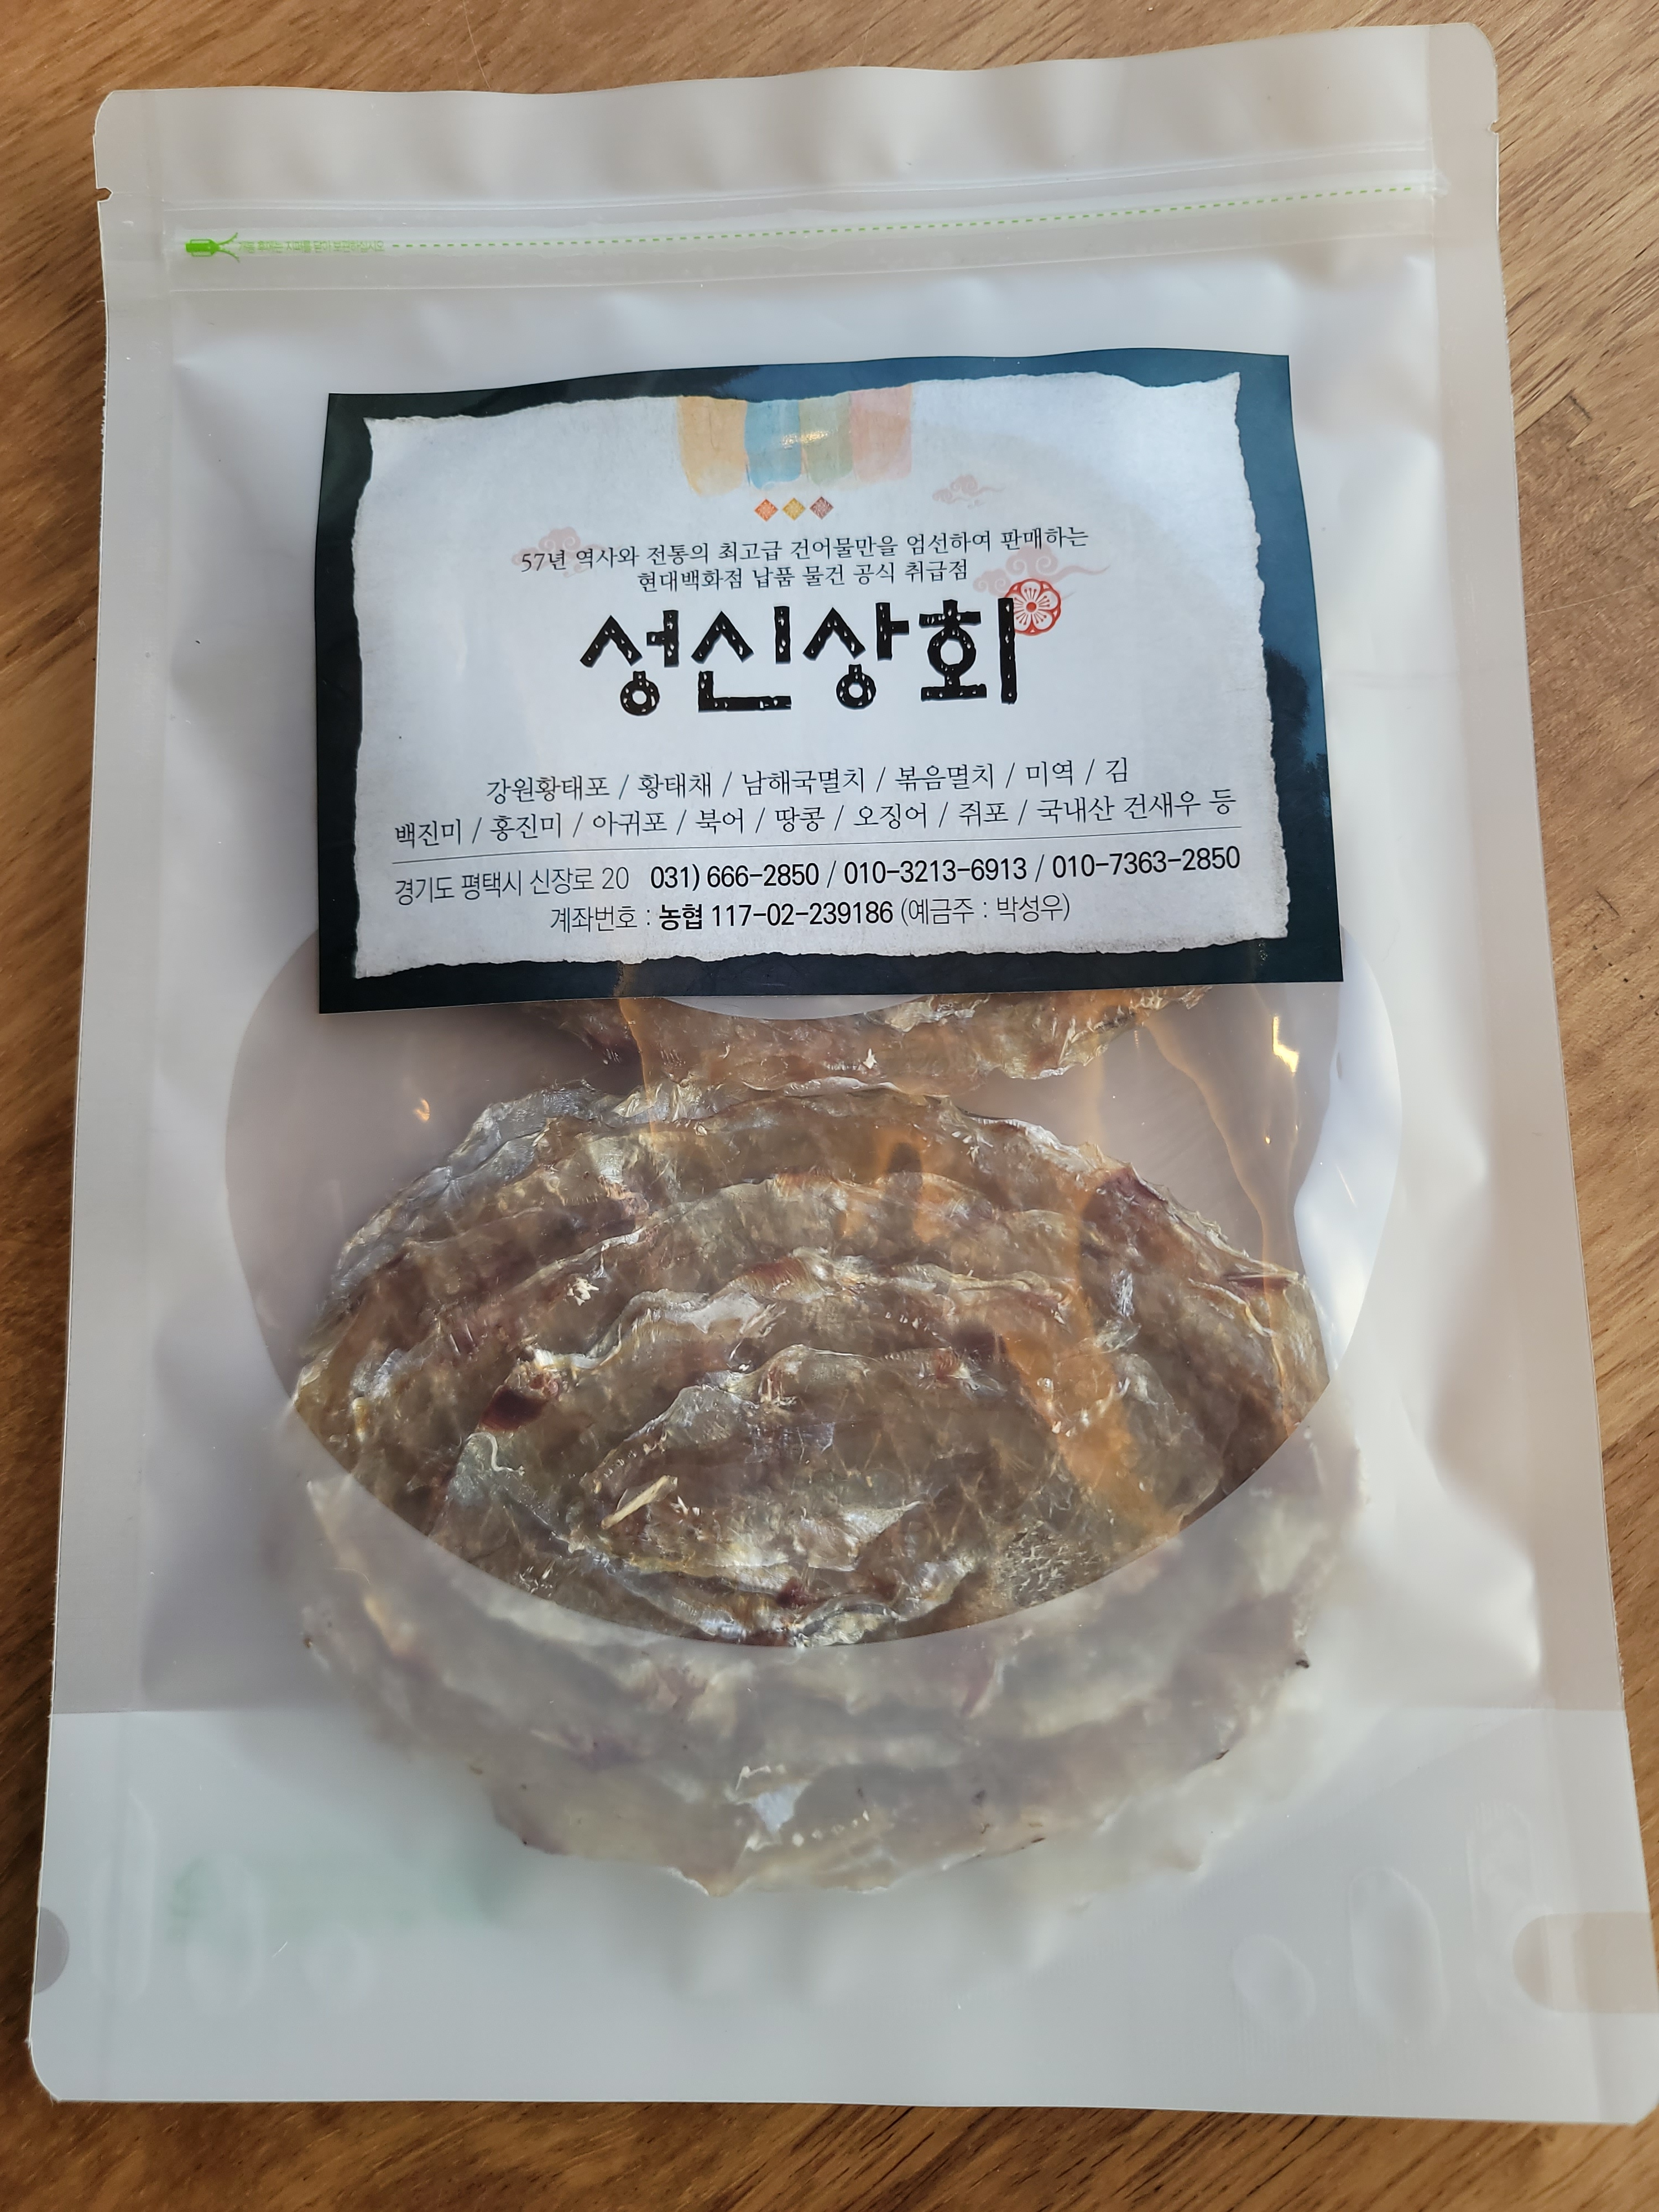 57년 역사와 전통의 최고급 건어물만을 엄선하여 판매하는
현대백화점 납품 물건 공식 취급점
성신상회
강원황태포 / 황태채 / 남해국멸치 / 볶음멸치 / 미역 / 김
백진미 / 홍진미 / 아귀포 / 북어 / 땅콩 / 오징어 / 쥐포 / 국내산 건새우 등
경기도 평택시 신장로 20 031) 666-2850 / 010-3213-6913 / 010-7363-2850
계좌번호 : 농협 117-02-239186 (예금주 : 박성우)